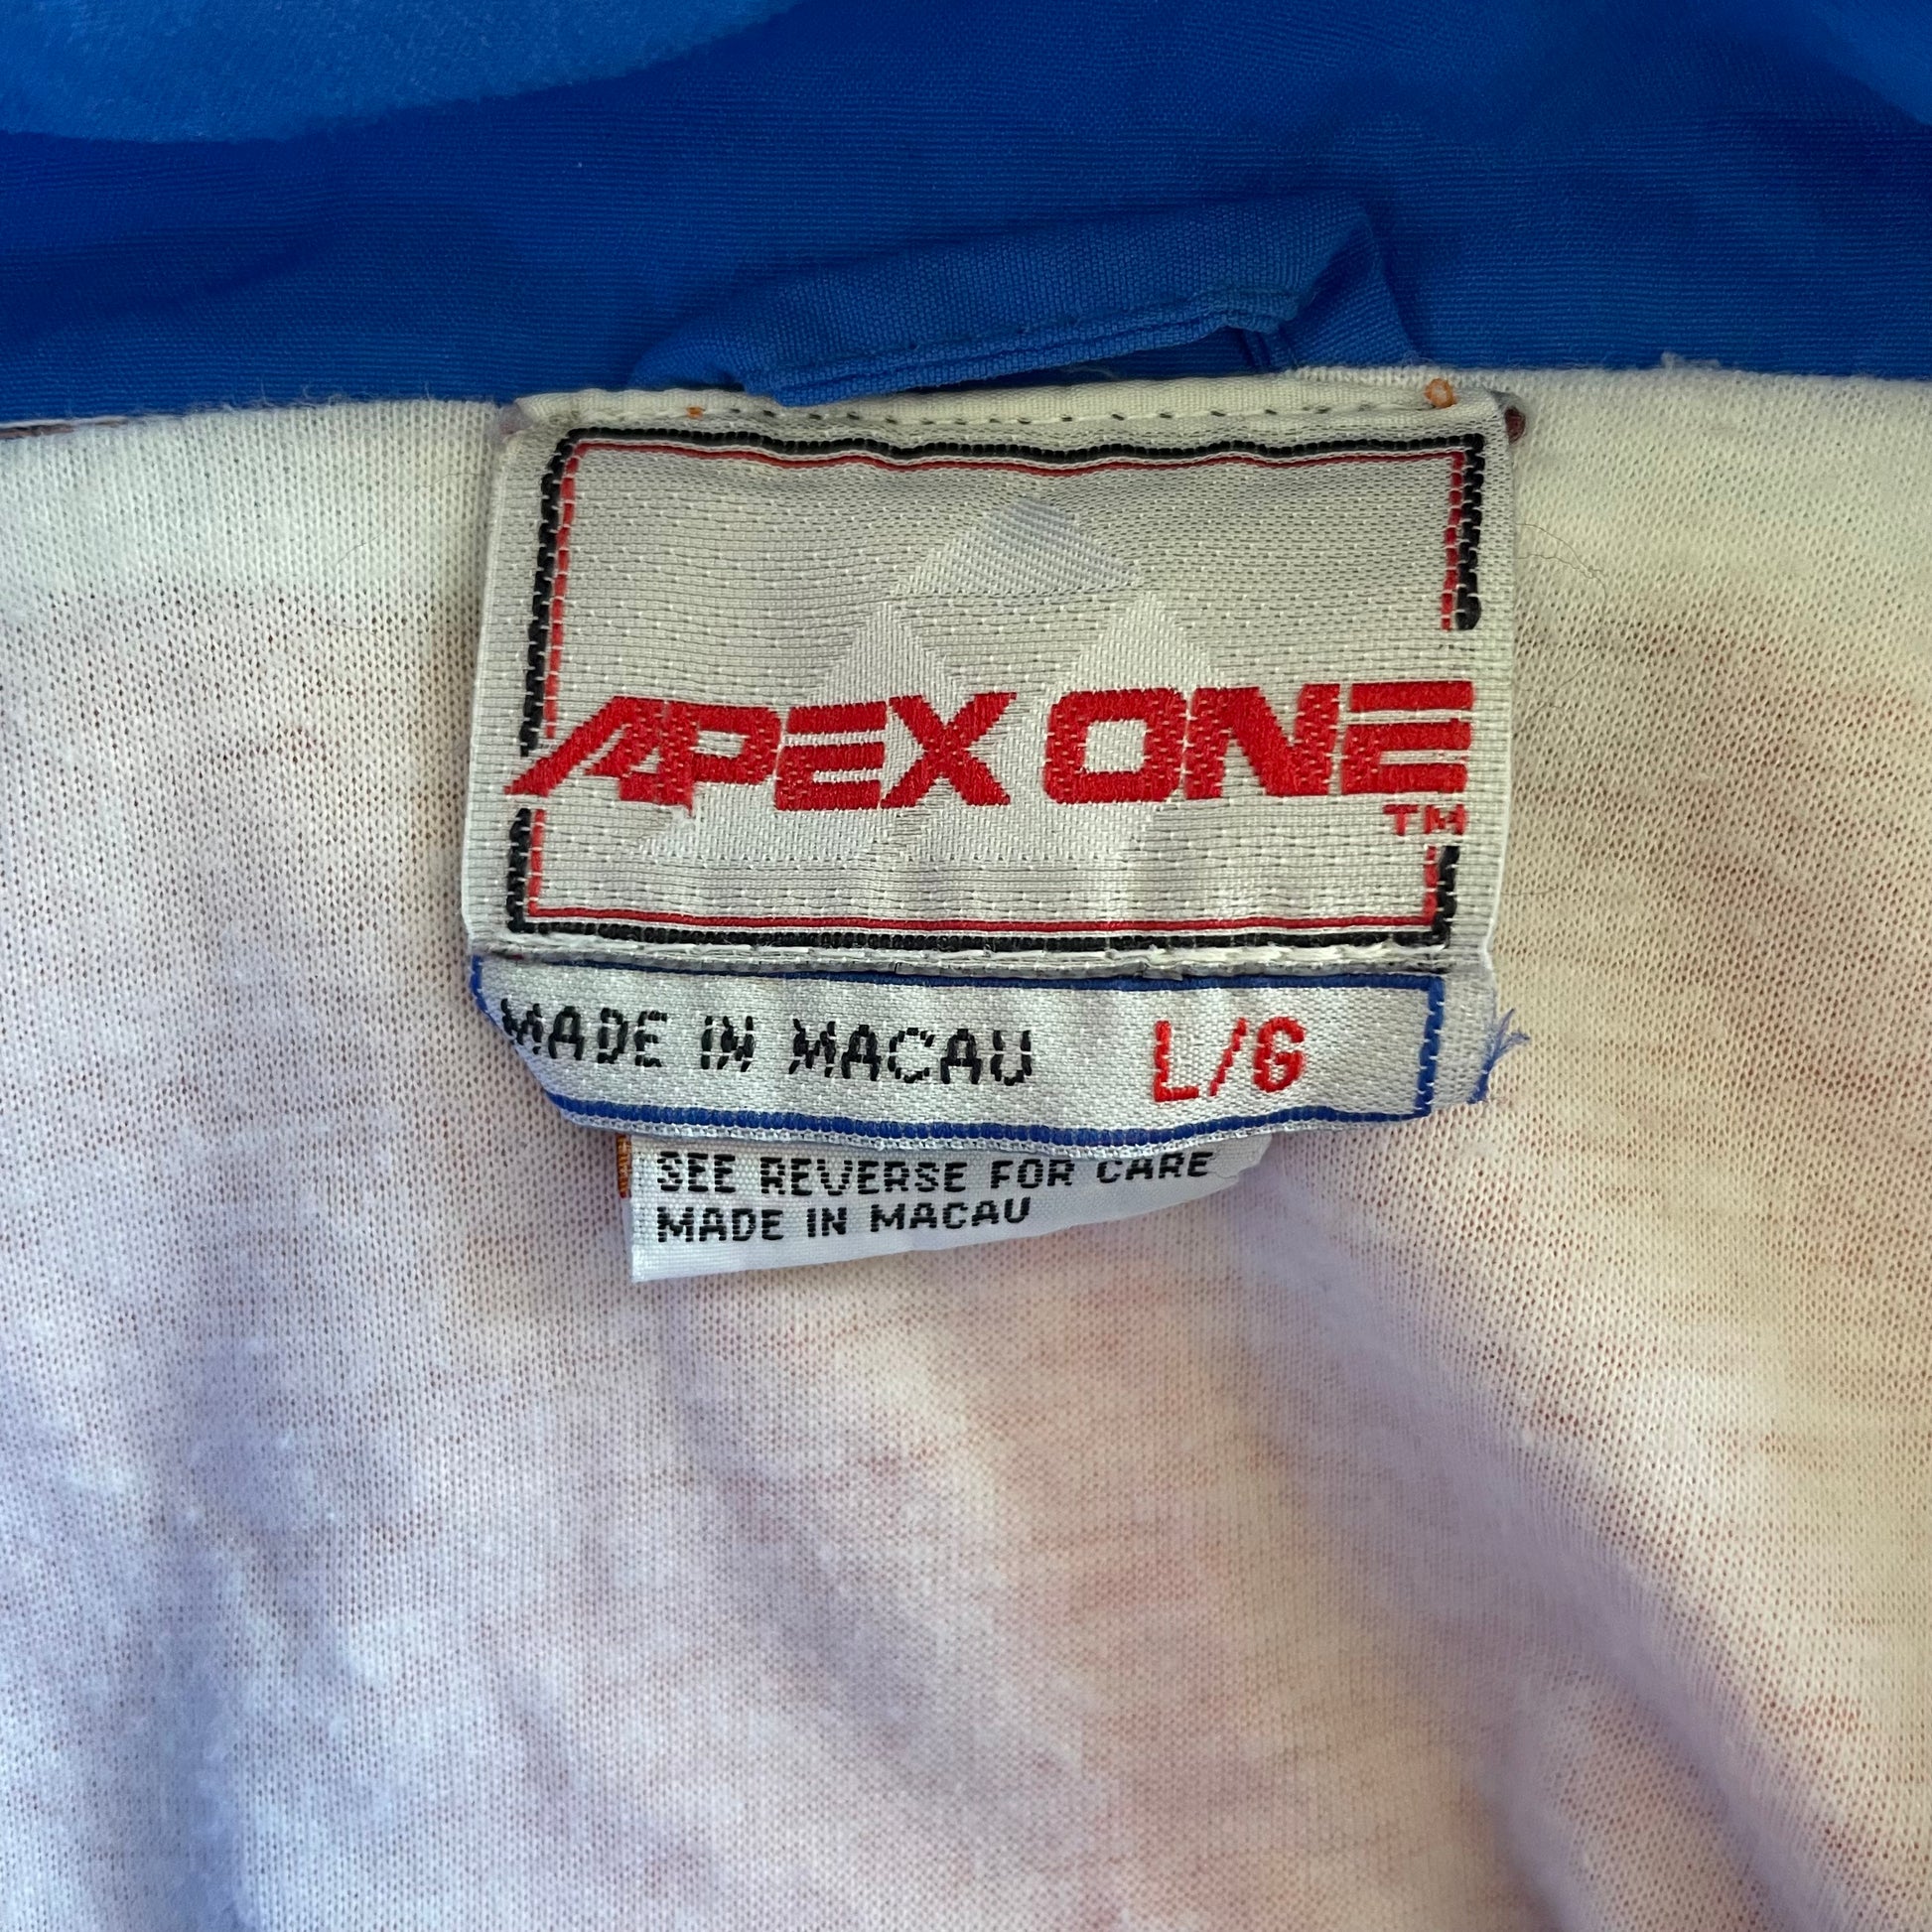 APEX ONE
TM
MADE IN MACAU L/G
SEE REVERSE FOR CARE
MADE IN MACAU